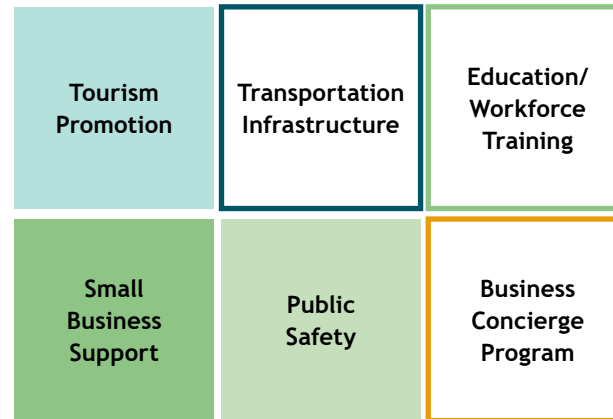 Tourism
Promotion
Transportation
Infrastructure
Education/
Workforce
Training
Small
Business
Support
Public
Safety
Business
Concierge
Program